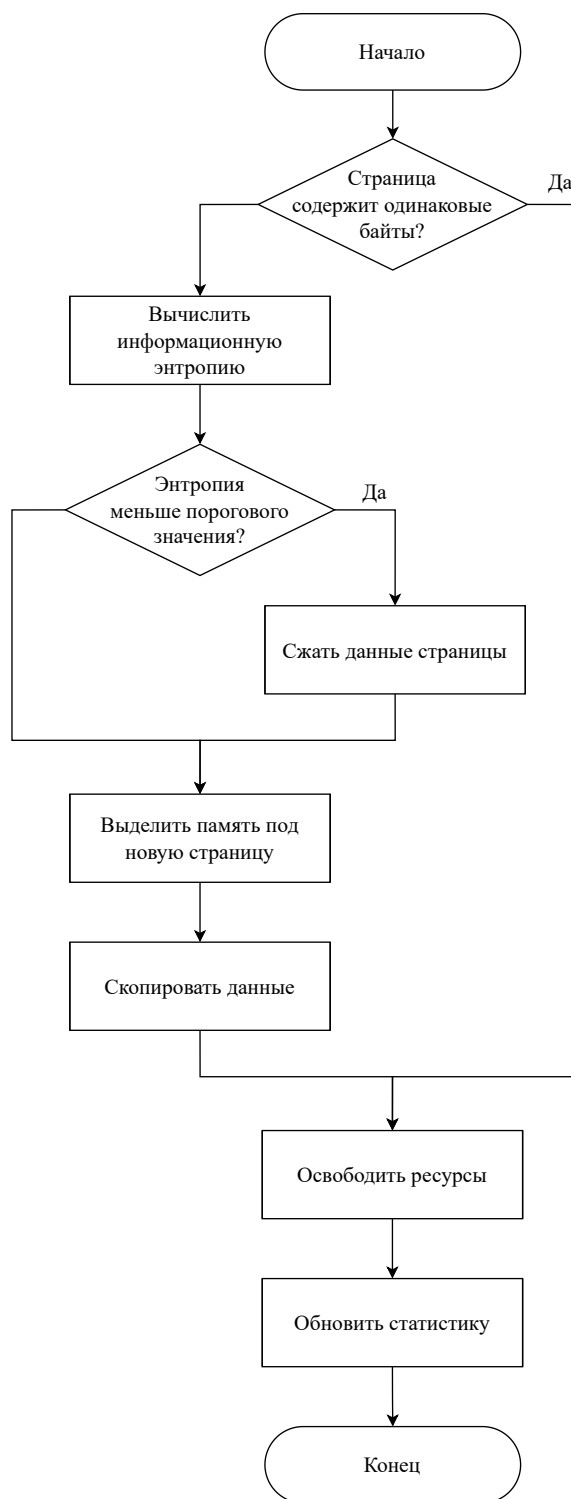 Начало
Страница
содержит одинаковые
байты?
Да
Вычислить
информационную
энтропию
Энтропия
меньше порогового
значения?
Да
Сжать данные страницы
Выделить память под
новую страницу
Скопировать данные
Освободить ресурсы
Обновить статистику
Конец